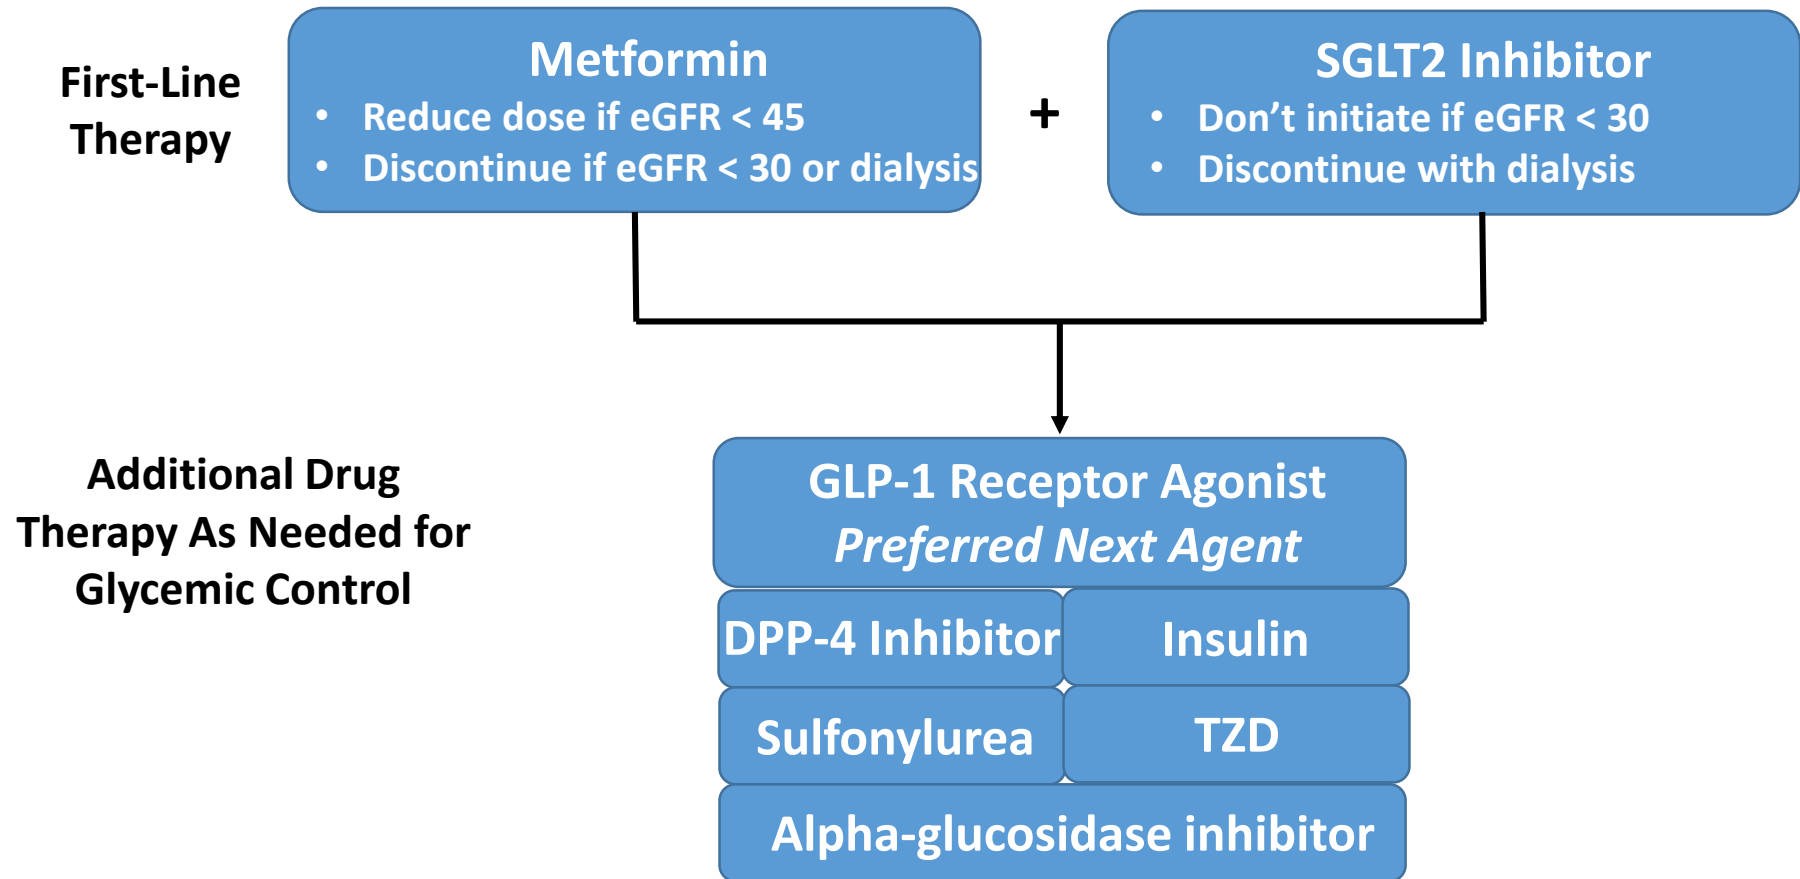 First-Line
Therapy
Metformin
• Reduce dose if eGFR < 45
• Discontinue if eGFR < 30 or dialysis
+
SGLT2 Inhibitor
• Don’t initiate if eGFR < 30
• Discontinue with dialysis
Additional Drug
Therapy As Needed for
Glycemic Control
GLP-1 Receptor Agonist
Preferred Next Agent
DPP-4 Inhibitor
Insulin
Sulfonylurea
TZD
Alpha-glucosidase inhibitor